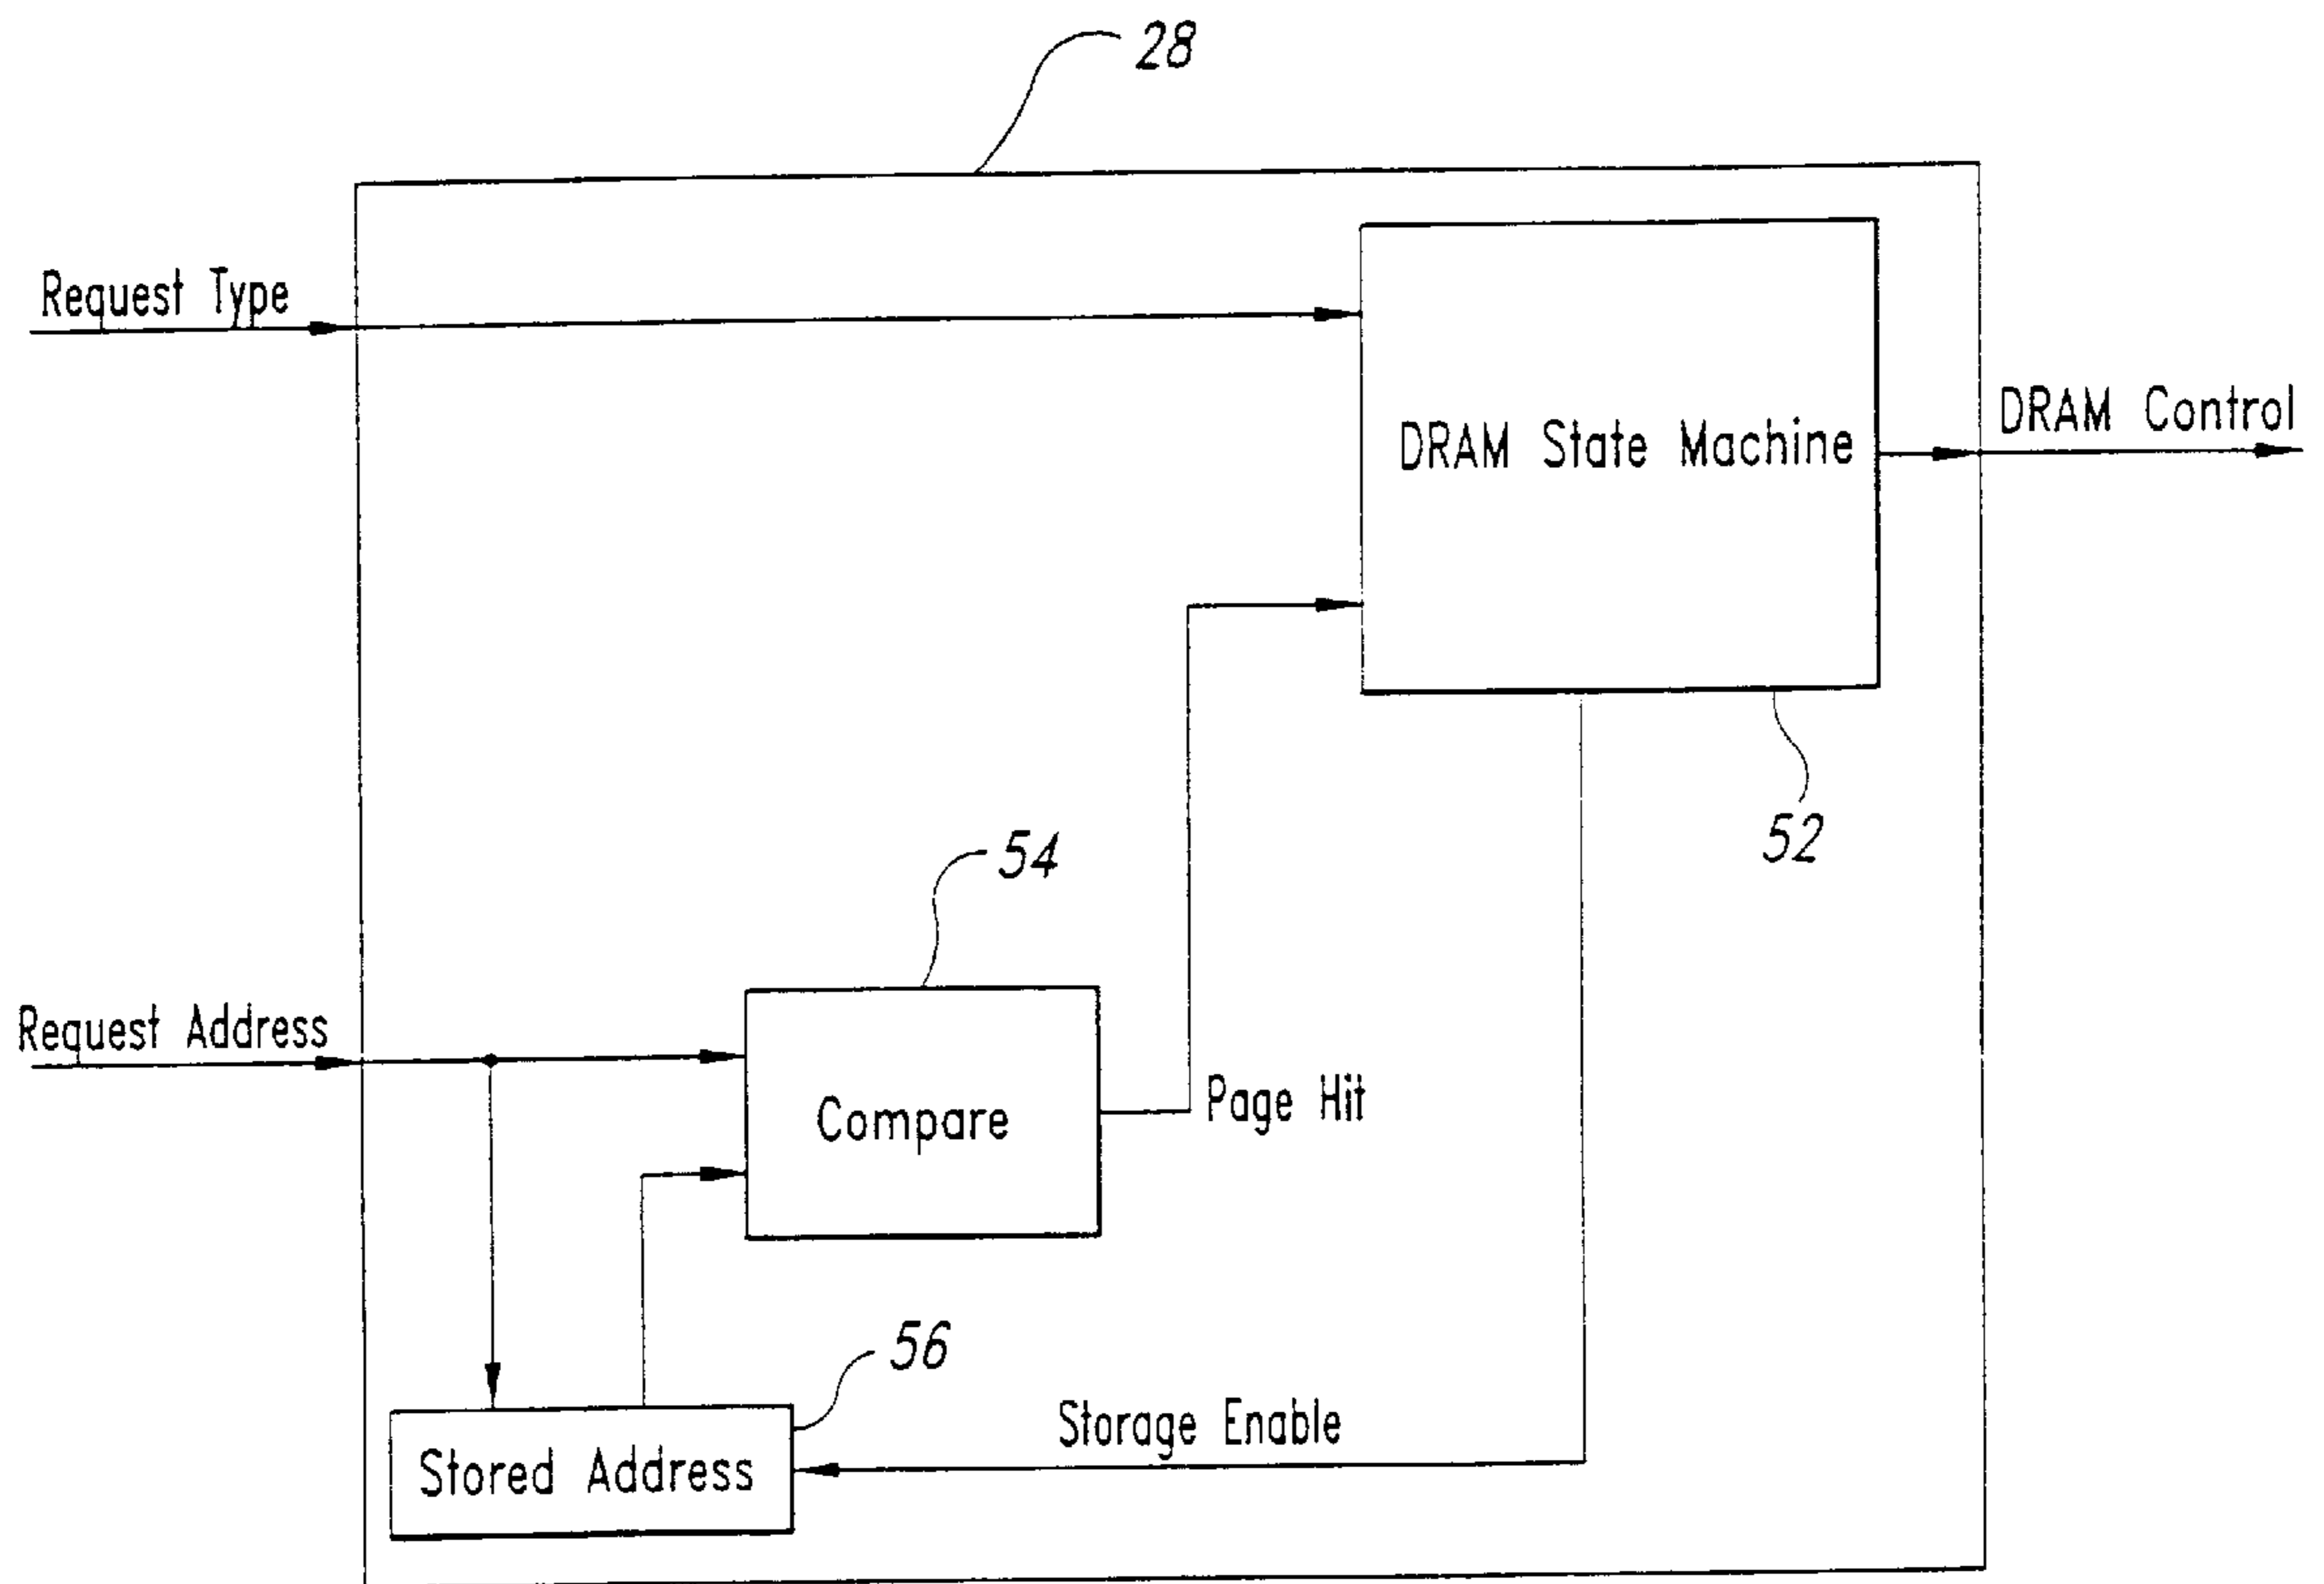 28
Request Type
DRAM Control
DRAM State Machine
52
54
Request Address
Compare
Page Hit
56
Storage Enable
Stored Address